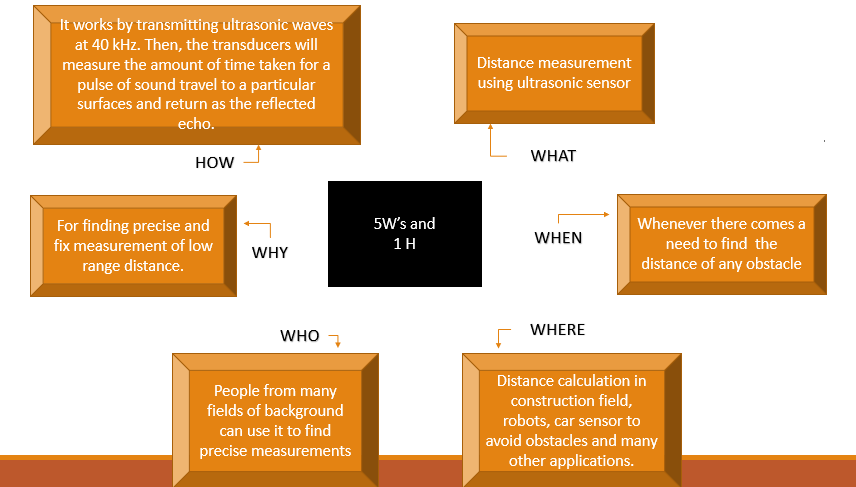 It works by transmitting ultrasonic waves
at 40 kHz. Then, the transducers will
measure the amount of time taken for a
pulse of sound travel to a particular
surfaces and return as the reflected
echo.
HOW
Distance measurement
using ultrasonic sensor
WHAT
For finding precise and
fix measurement of low
range distance.
WHY
5W's and
1 H
WHEN
Whenever there comes a
need to find the
distance of any obstacle
WHO
People from many
fields of background
can use it to find
precise measurements
WHERE
Distance calculation in
construction field,
robots, car sensor to
avoid obstacles and many
other applications.